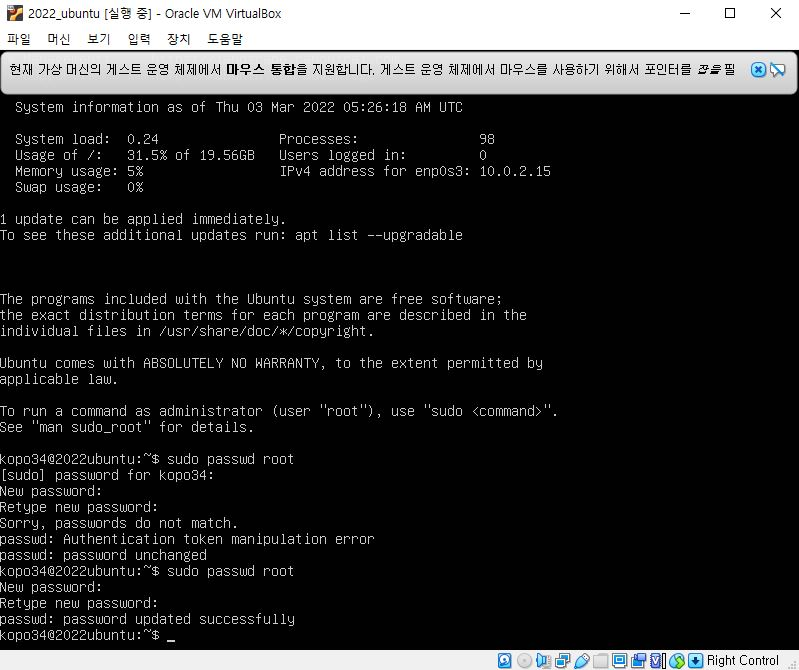 2022_ubuntu [실행 중] - Oracle VM VirtualBox
파일 머신 보기 입력 장치 도움말
현재 가상 머신의 게스트 운영 체제에서 마우스 통합을 지원합니다. 게스트 운영 체제에서 마우스를 사용하기 위해서 포인터를
System information as of Thu 03 Mar 2022 05:26:18 AM UTC
System load: 0.24 Processes: 98
Usage of /: 31.5% of 19.56GB Users logged in: 0
Memory usage: 5% IPv4 address for enp0s3: 10.0.2.15
Swap usage: 0%
1 update can be applied immediately.
To see these additional updates run: apt list --upgradable
The programs included with the Ubuntu system are free software;
the exact distribution terms for each program are described in the
individual files in /usr/share/doc/*/copyright.
Ubuntu comes with ABSOLUTELY NO WARRANTY, to the extent permitted by
applicable law.
To run a command as administrator (user "root"), use "sudo <command>".
See "man sudo_root" for details.
kopo34@2022ubuntu:~$ sudo passwd root
[sudo] password for kopo34:
New password:
Retype new password:
Sorry, passwords do not match.
passwd: Authentication token manipulation error
passwd: password unchanged
kopo34@2022ubuntu:~$ sudo passwd root
New password:
Retype new password:
passwd: password updated successfully
kopo34@2022ubuntu:~$ _
Right Control